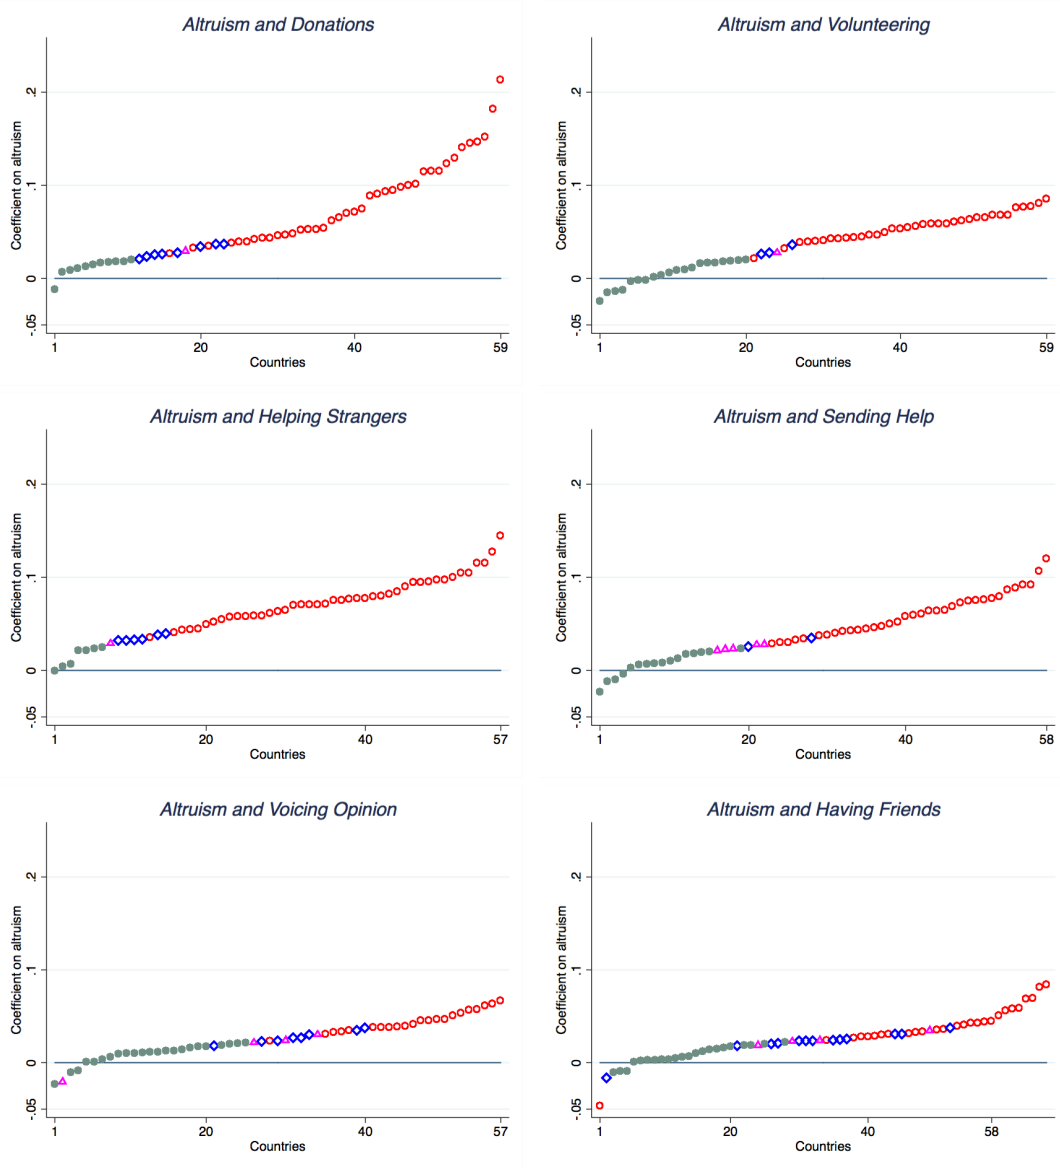 Altruism and Donations
Coefficient on altruism
.2
.1
0
-.05
1
20
40
59
Countries
Altruism and Volunteering
Coefficient on altruism
.2
.1
0
-.05
1
20
40
59
Countries
Altruism and Helping Strangers
Coefficient on altruism
.2
.1
0
-.05
1
20
40
57
Countries
Altruism and Sending Help
Coefficient on altruism
.2
.1
0
-.05
1
20
40
58
Countries
Altruism and Voicing Opinion
Coefficient on altruism
.2
.1
0
-.05
1
20
40
57
Countries
Altruism and Having Friends
Coefficient on altruism
.2
.1
0
-.05
1
20
40
58
Countries